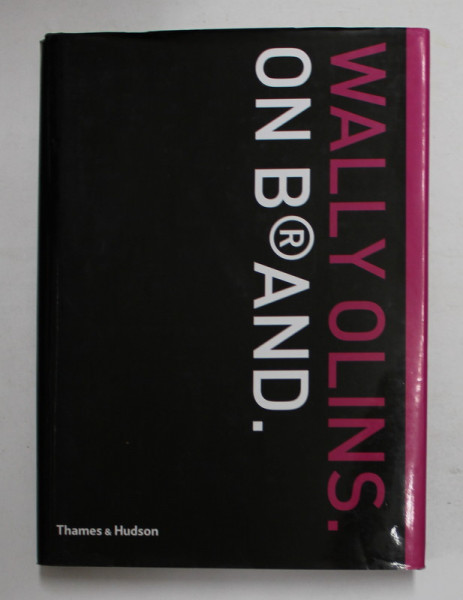 WALLY OLINS.
ON B®AND.
Thames & Hudson